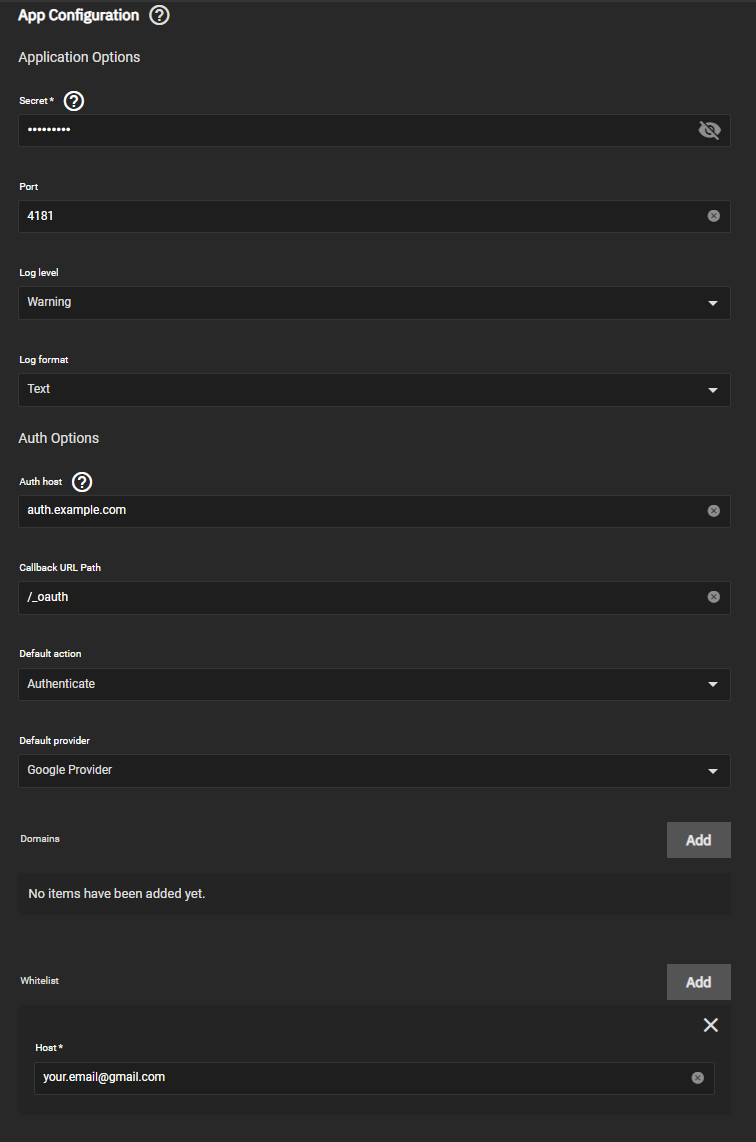 App Configuration
Application Options
Secret *
•••••••••
Port
4181
Log level
Warning
Log format
Text
Auth Options
Auth host
auth.example.com
Callback URL Path
/_oauth
Default action
Authenticate
Default provider
Google Provider
Domains
Add
No items have been added yet.
Whitelist
Add
Host *
your.email@gmail.com